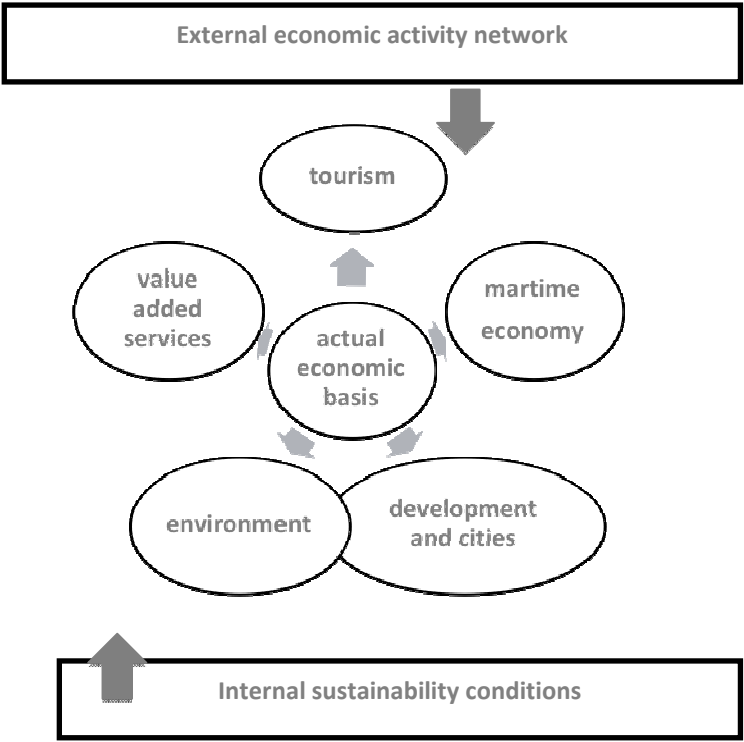 External economic activity network
tourism
value
added
services
martime
economy
actual
economic
basis
environment
development
and cities
Internal sustainability conditions